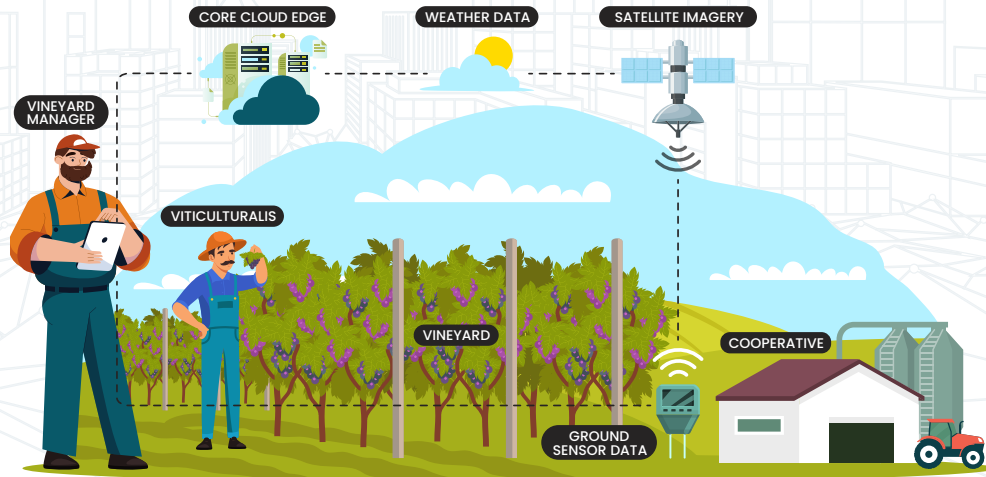 CORE CLOUD EDGE
WEATHER DATA
SATELLITE IMAGERY
VINEYARD
MANAGER
VITICULTURALIS
VINEYARD
COOPERATIVE
GROUND
SENSOR DATA